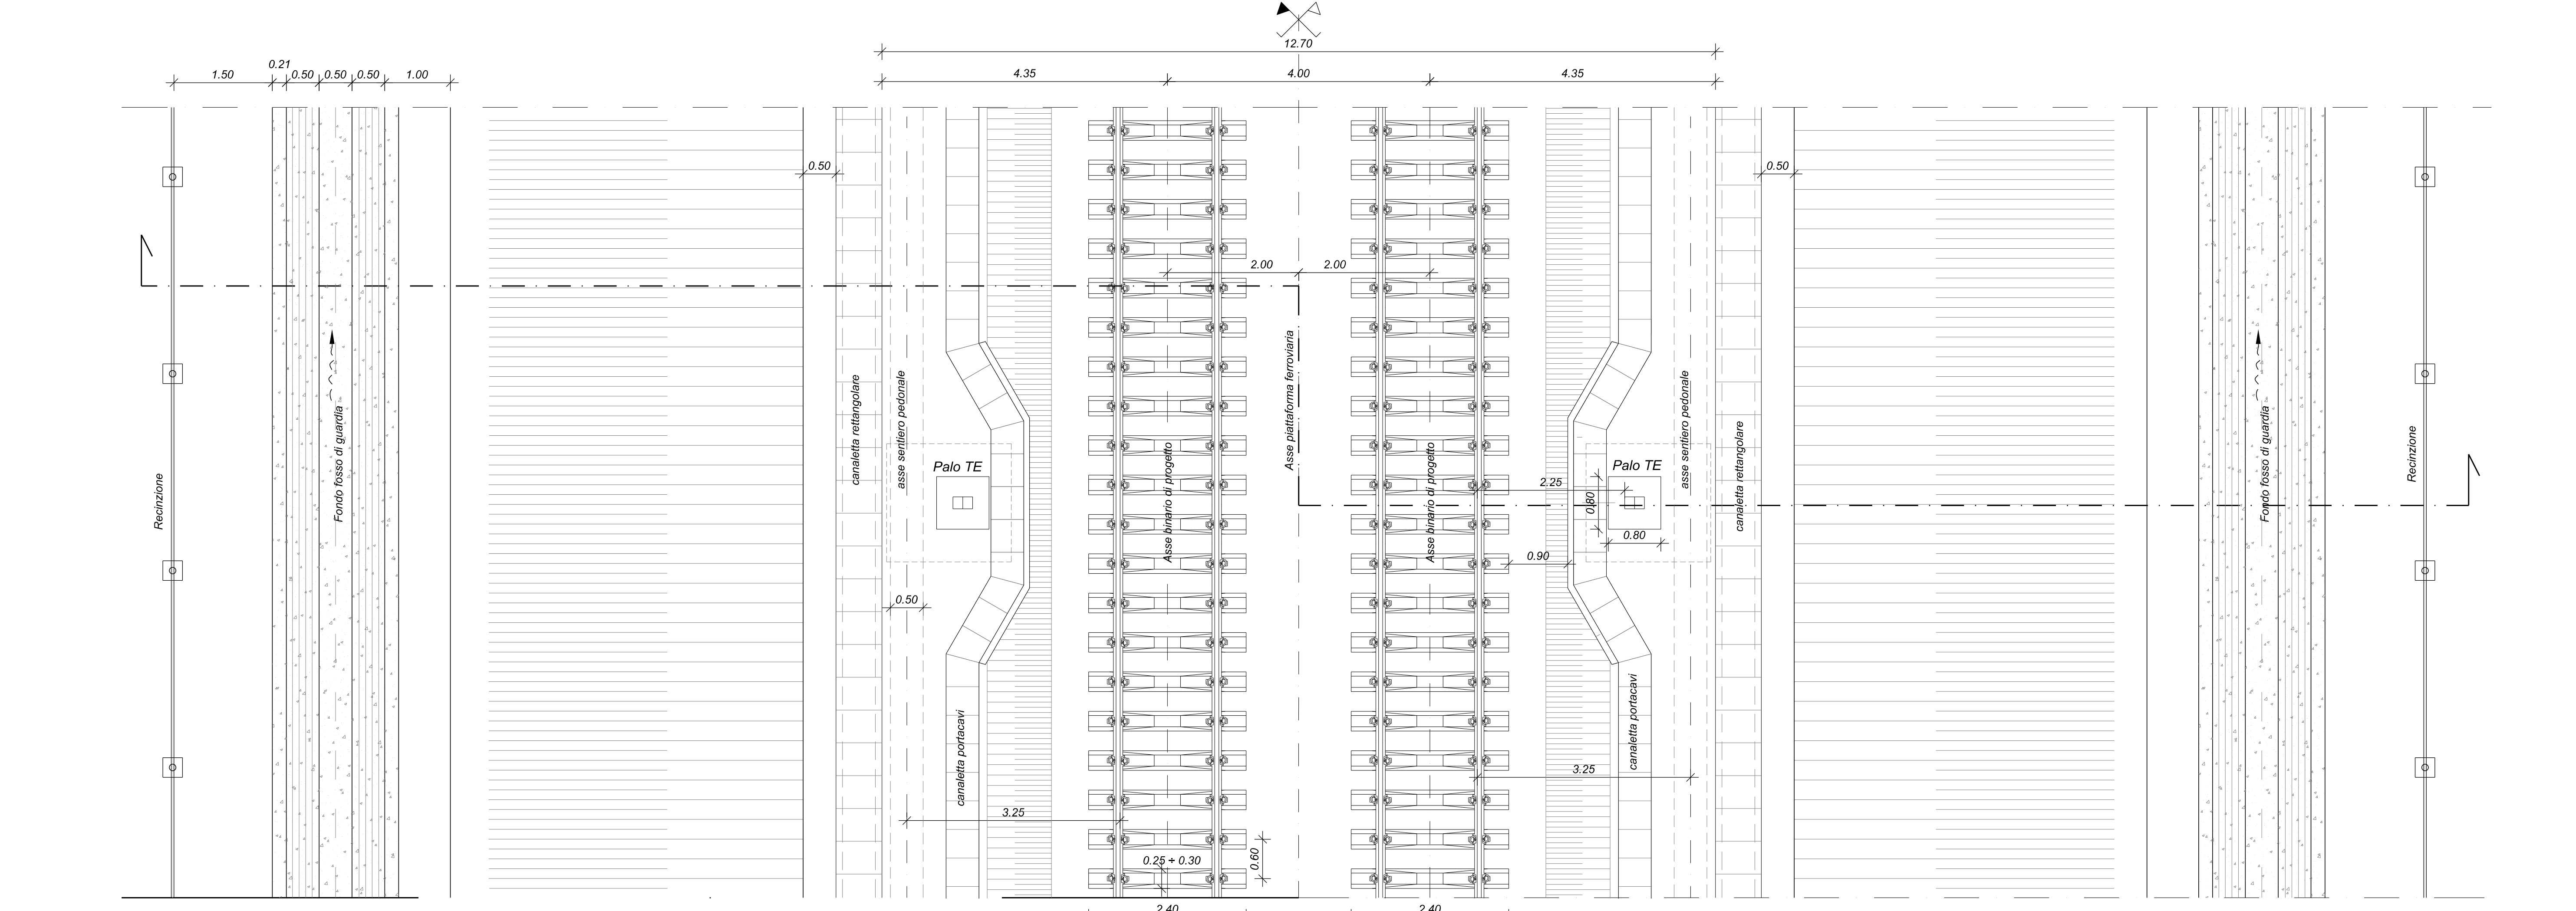 12.70
0.21
1.50
0.50
0.50
0.50
1.00
4.35
4.00
4.35
0.50
0.50
2.00
2.00
Recinzione
Fondo fosso di guardia
canaletta rettangolare
asse sentiero pedonale
Palo TE
Asse binario di progetto
Asse piattaforma ferroviaria
Asse binario di progetto
2.25
0.80
Palo TE
0.80
0.90
asse sentiero pedonale
canaletta rettangolare
Fondo fosso di guardia
Recinzione
0.50
canaletta portacavi
canaletta portacavi
3.25
3.25
0.25 ÷ 0.30
0.60
2.40
2.40